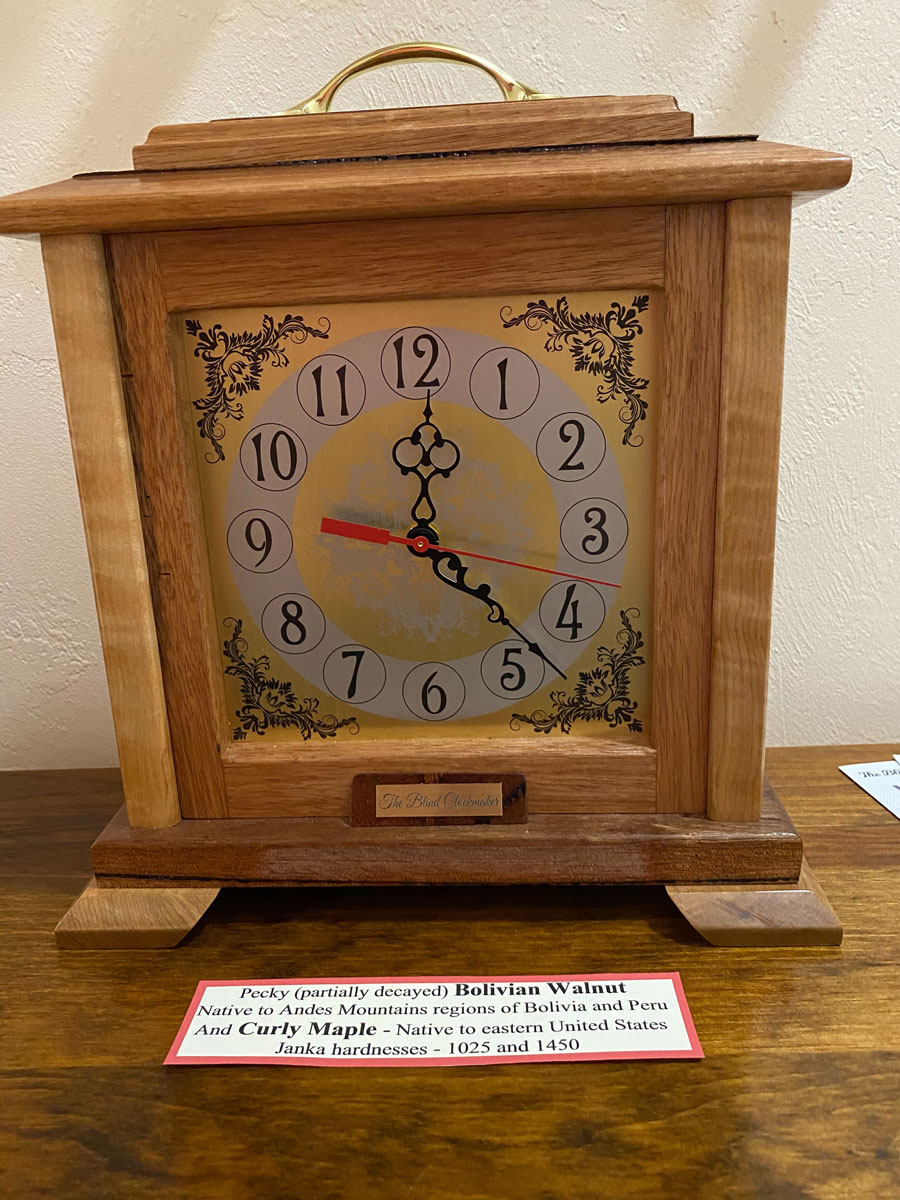 12
1
2
3
4
5
6
7
8
9
10
11
The Blind Clockmaker
The Bl
Pecky (partially decayed) Bolivian Walnut
Native to Andes Mountains regions of Bolivia and Peru
And Curly Maple - Native to eastern United States
Janka hardnesses - 1025 and 1450